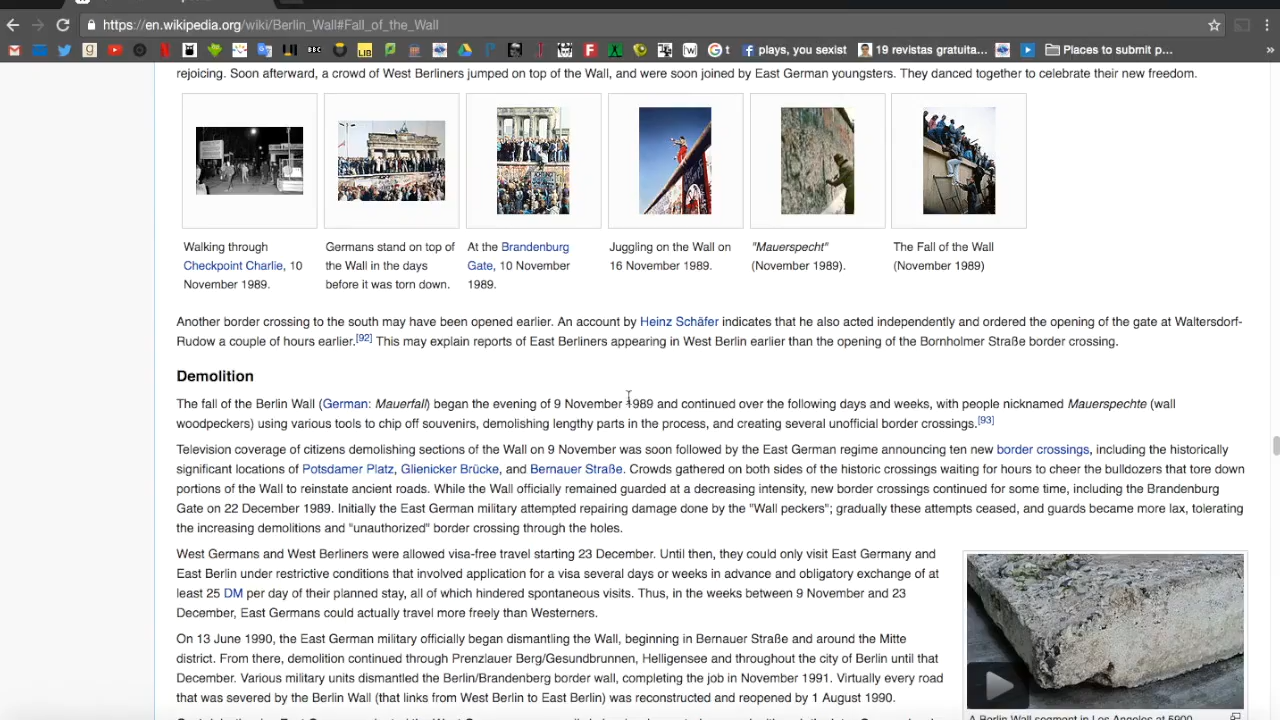 https://en.wikipedia.org/wiki/Berlin_Wall#Fall_of_the_Wall
LIB BBC t plays, you sexist 19 revistas gratuita... Places to submit p... »
rejoicing. Soon afterward, a crowd of West Berliners jumped on top of the Wall, and were soon joined by East German youngsters. They danced together to celebrate their new freedom.
Walking through
Checkpoint Charlie, 10
November 1989.
Germans stand on top of
the Wall in the days
before it was torn down.
At the Brandenburg
Gate, 10 November
1989.
Juggling on the Wall on
16 November 1989.
"Mauerspecht"
(November 1989).
The Fall of the Wall
(November 1989)
Another border crossing to the south may have been opened earlier. An account by Heinz Schäfer indicates that he also acted independently and ordered the opening of the gate at Waltersdorf-
Rudow a couple of hours earlier.[92] This may explain reports of East Berliners appearing in West Berlin earlier than the opening of the Bornholmer Straße border crossing.
Demolition
The fall of the Berlin Wall (German: Mauerfall) began the evening of 9 November 1989 and continued over the following days and weeks, with people nicknamed Mauerspechte (wall
woodpeckers) using various tools to chip off souvenirs, demolishing lengthy parts in the process, and creating several unofficial border crossings.[93]
Television coverage of citizens demolishing sections of the Wall on 9 November was soon followed by the East German regime announcing ten new border crossings, including the historically
significant locations of Potsdamer Platz, Glienicker Brücke, and Bernauer Straße. Crowds gathered on both sides of the historic crossings waiting for hours to cheer the bulldozers that tore down
portions of the Wall to reinstate ancient roads. While the Wall officially remained guarded at a decreasing intensity, new border crossings continued for some time, including the Brandenburg
Gate on 22 December 1989. Initially the East German military attempted repairing damage done by the "Wall peckers"; gradually these attempts ceased, and guards became more lax, tolerating
the increasing demolitions and "unauthorized" border crossing through the holes.
West Germans and West Berliners were allowed visa-free travel starting 23 December. Until then, they could only visit East Germany and
East Berlin under restrictive conditions that involved application for a visa several days or weeks in advance and obligatory exchange of at
least 25 DM per day of their planned stay, all of which hindered spontaneous visits. Thus, in the weeks between 9 November and 23
December, East Germans could actually travel more freely than Westerners.
On 13 June 1990, the East German military officially began dismantling the Wall, beginning in Bernauer Straße and around the Mitte
district. From there, demolition continued through Prenzlauer Berg/Gesundbrunnen, Helligensee and throughout the city of Berlin until that
December. Various military units dismantled the Berlin/Brandenberg border wall, completing the job in November 1991. Virtually every road
that was severed by the Berlin Wall (that links from West Berlin to East Berlin) was reconstructed and reopened by 1 August 1990.
A Berlin Wall segment in Los Angeles at 5900